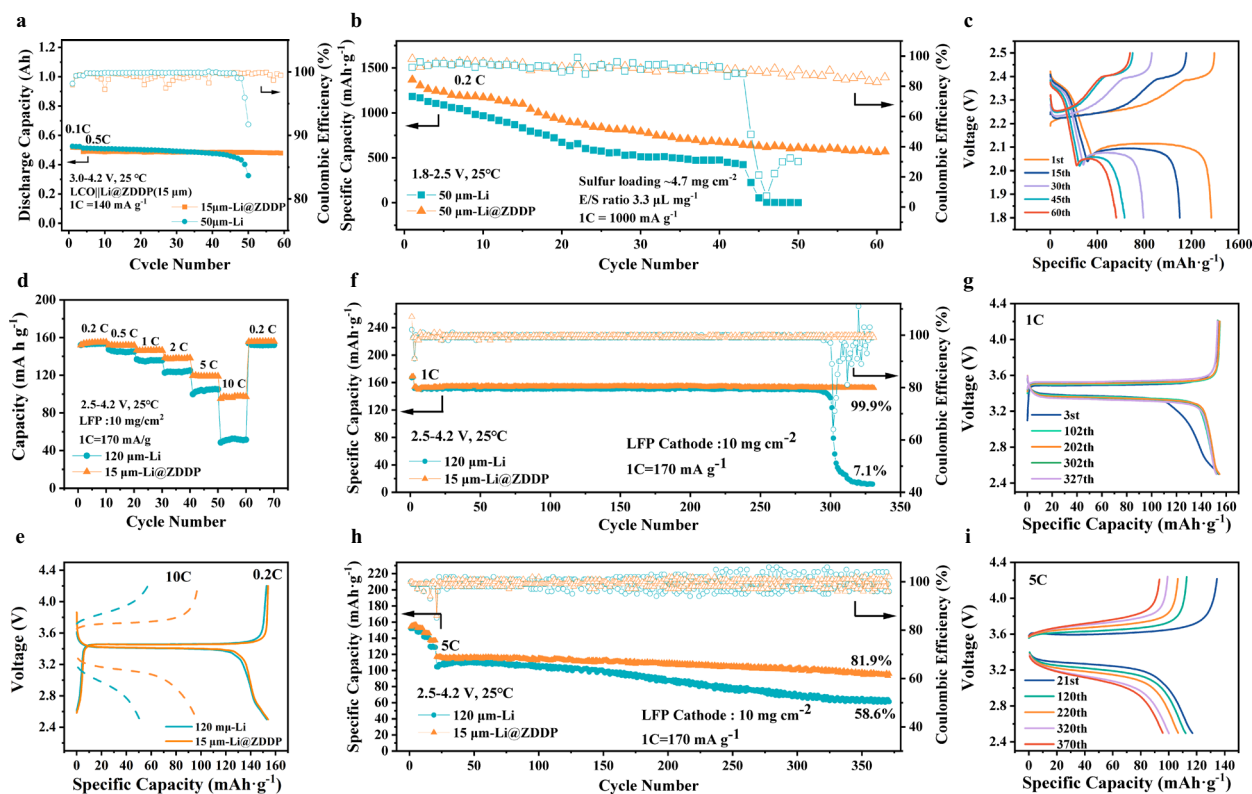 a
Discharge Capacity (Ah)
1.2
1.0
0.8
0.6
0.4
0.2
0.0
0.1C
0.5C
3.0-4.2 V, 25 °C
LCO||Li@ZDDP(15 μm)
1C =140 mA g-1
15μm-Li@ZDDP
50μm-Li
0 10 20 30 40 50 60
Cycle Number
100
90
80
70
Coulombic Efficiency (%)
b
Specific Capacity (mAh·g-1)
1500
1000
500
0
0.2 C
1.8-2.5 V, 25°C
50 μm-Li
50 μm-Li@ZDDP
Sulfur loading ~4.7 mg cm-2
E/S ratio 3.3 μL mg-1
1C = 1000 mA g-1
0 10 20 30 40 50 60
Cycle Number
100
80
60
40
20
0
Coulombic Efficiency (%)
c
Voltage (V)
2.5
2.4
2.3
2.2
2.1
2.0
1.9
1.8
1st
15th
30th
45th
60th
0 400 800 1200 1600
Specific Capacity (mAh·g-1)
d
Capacity (mA h g-1)
200
160
120
80
40
0
0.2 C
0.5 C
1 C
2 C
5 C
10 C
0.2 C
2.5-4.2 V, 25°C
LFP :10 mg/cm2
1C=170 mA/g
120 μm-Li
15 μm-Li@ZDDP
0 10 20 30 40 50 60 70
Cycle Number
f
Specific Capacity (mAh·g-1)
240
200
160
120
80
40
0
1C
2.5-4.2 V, 25°C
120 μm-Li
15 μm-Li@ZDDP
LFP Cathode :10 mg cm-2
1C=170 mA g-1
99.9%
7.1%
0 50 100 150 200 250 300 350
Cycle Number
100
80
60
40
Coulombic Efficiency (%)
g
Voltage (V)
4.2
3.6
3.0
2.4
1C
3st
102th
202th
302th
327th
0 20 40 60 80 100 120 140 160
Specific Capacity (mAh·g-1)
e
Voltage (V)
4.2
3.6
3.0
2.4
10C
0.2C
120 mμ-Li
15 μm-Li@ZDDP
0 20 40 60 80 100 120 140 160
Specific Capacity (mAh·g-1)
h
Specific Capacity (mAh·g-1)
220
200
180
160
140
120
100
80
60
40
20
0
5C
2.5-4.2 V, 25°C
120 μm-Li
15 μm-Li@ZDDP
LFP Cathode : 10 mg cm-2
1C=170 mA g-1
81.9%
58.6%
0 25 75 125 175 225 275 325 375
Cycle Number
100
80
60
40
20
Coulombic Efficiency (%)
i
Voltage (V)
4.2
3.6
3.0
2.4
5C
21st
120th
220th
320th
370th
0 20 40 60 80 100 120 140 160
Specific Capacity (mAh·g-1)